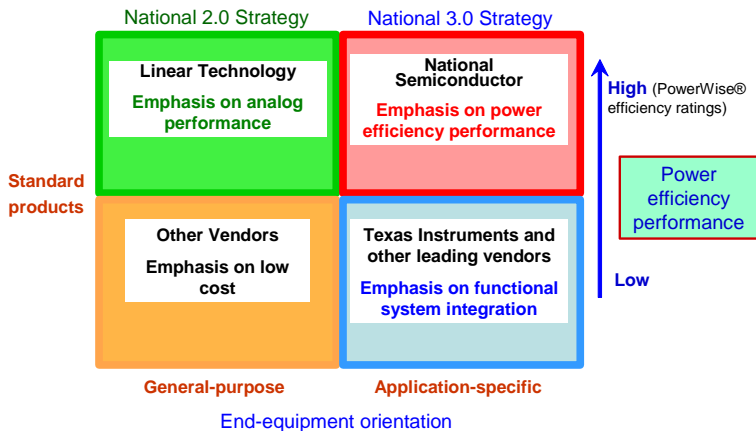 National 2.0 Strategy
National 3.0 Strategy
Linear Technology
Emphasis on analog
performance
National
Semiconductor
Emphasis on power
efficiency performance
High (PowerWise®
efficiency ratings)
Standard
products
Power
efficiency
performance
Other Vendors
Emphasis on low
cost
Texas Instruments and
other leading vendors
Emphasis on functional
system integration
Low
General-purpose
Application-specific
End-equipment orientation